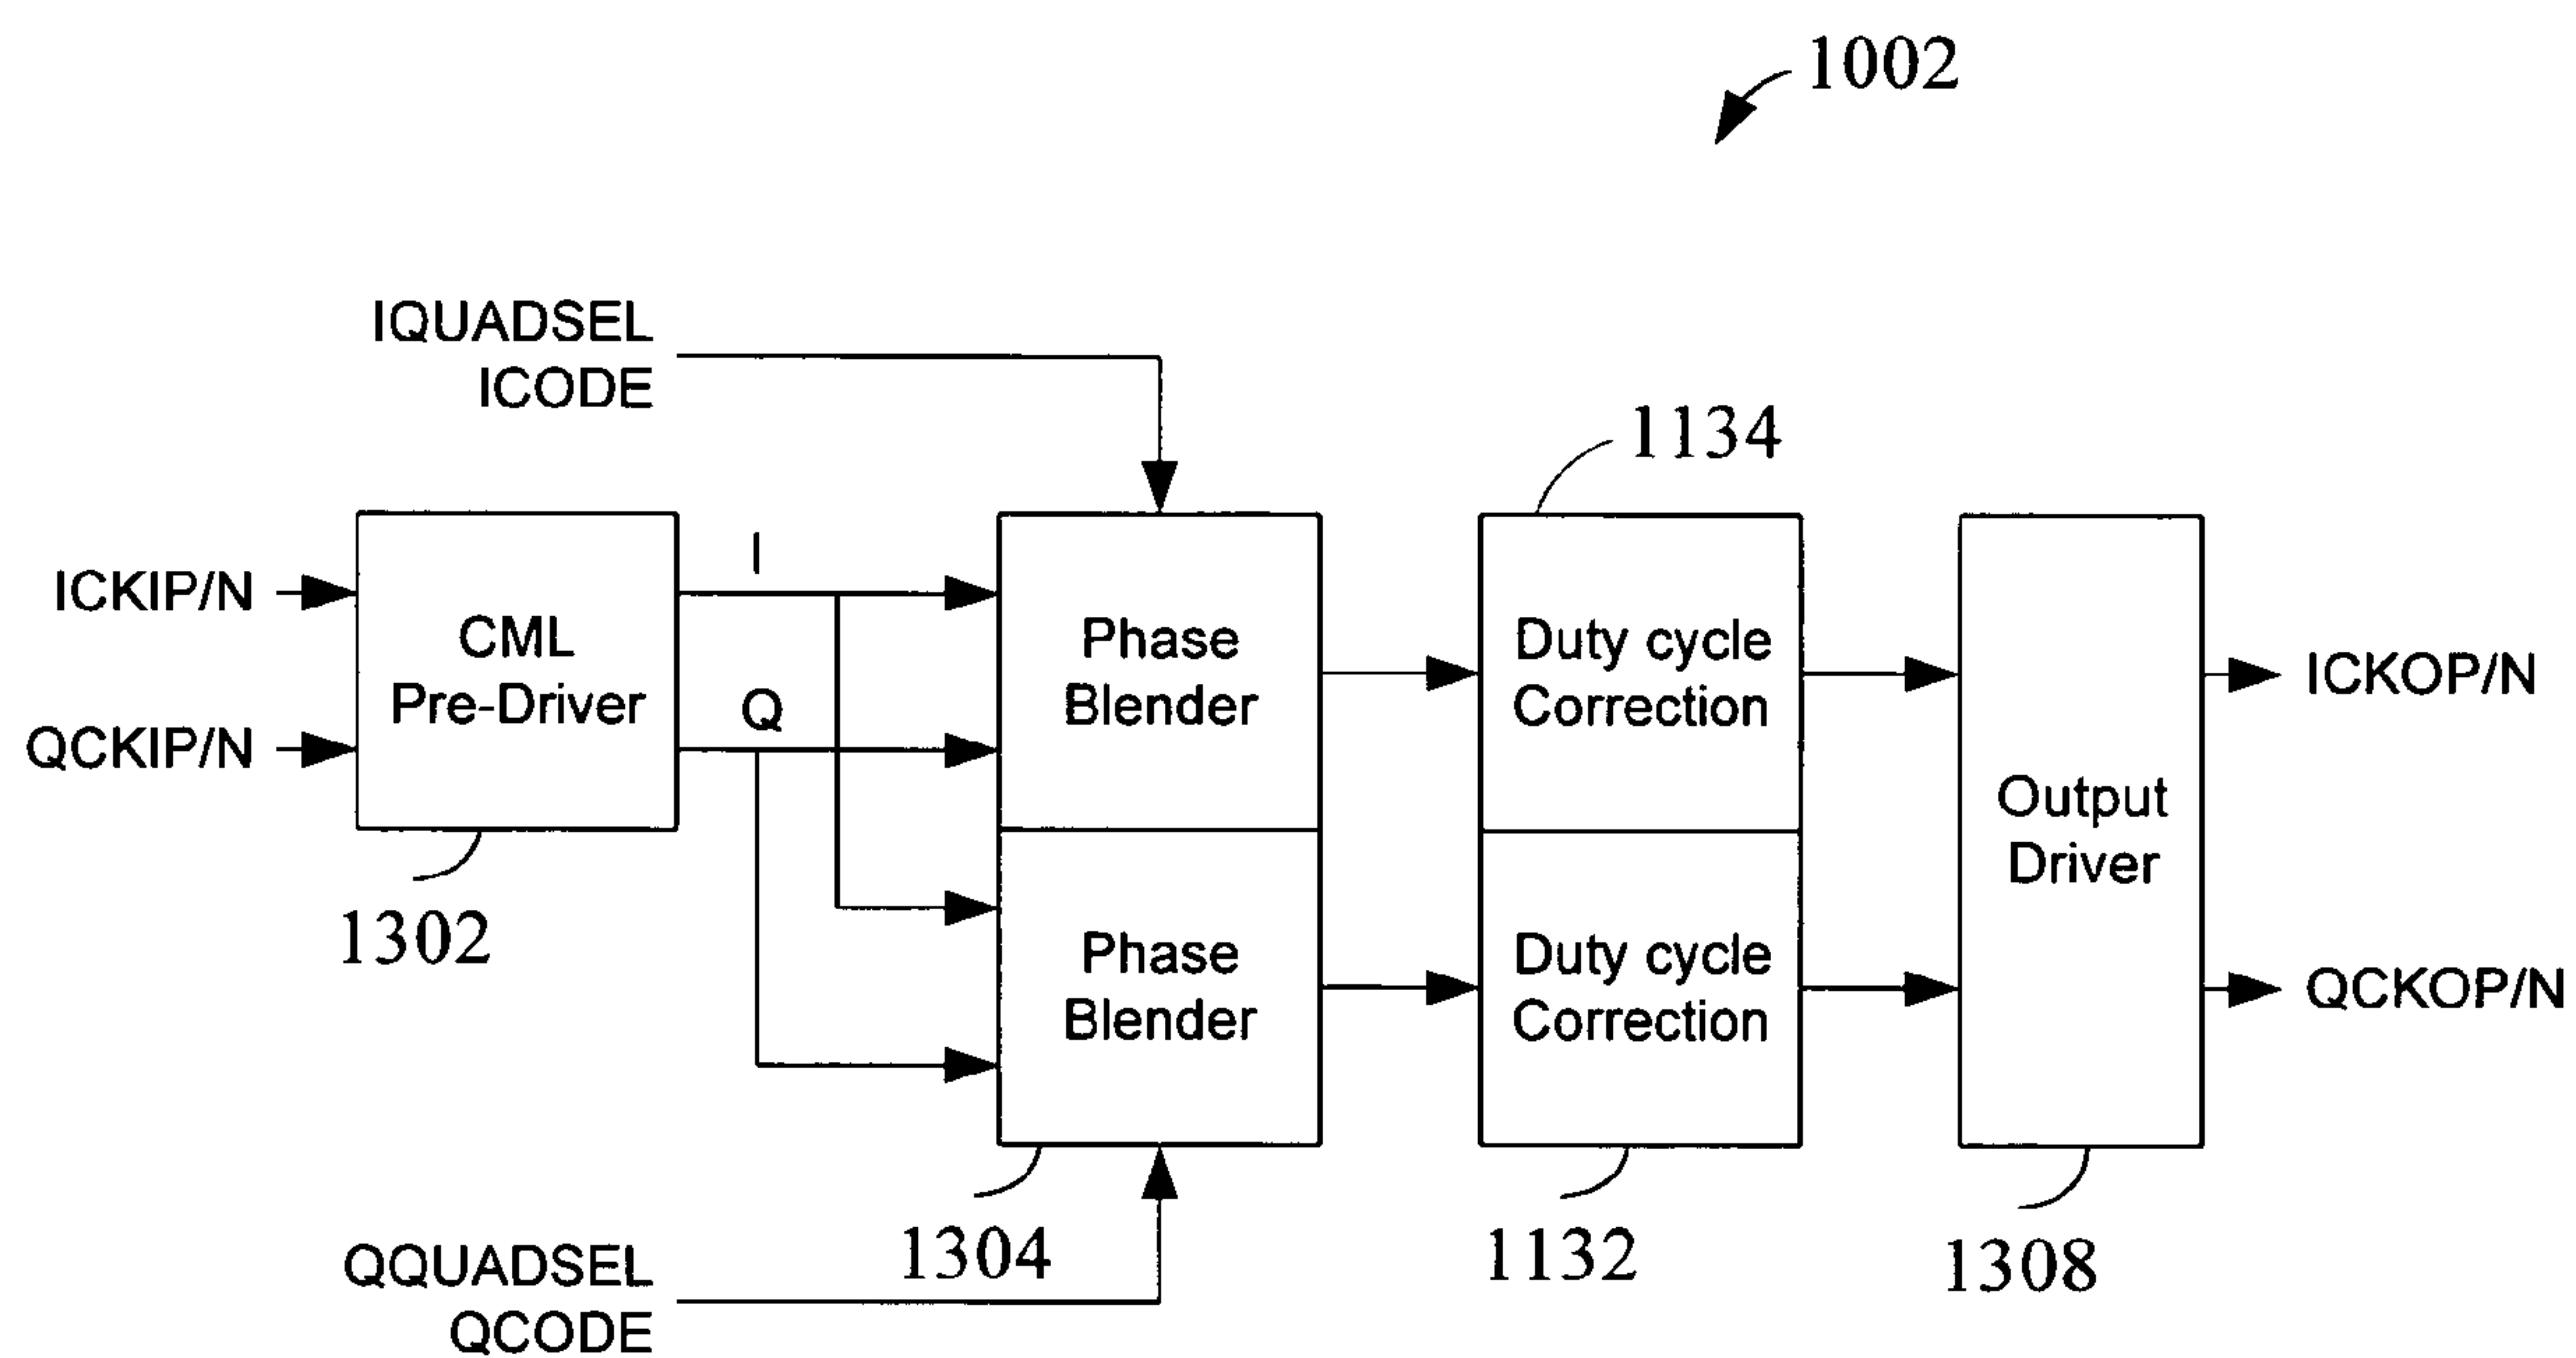 1002
IQUADSEL
ICODE
1134
ICKIP/N
QCKIP/N
CML
Pre-Driver
I
Q
Phase
Blender
Duty cycle
Correction
Output
Driver
ICKOP/N
QCKOP/N
Phase
Blender
Duty cycle
Correction
1302
1304
1132
1308
QQUADSEL
QCODE